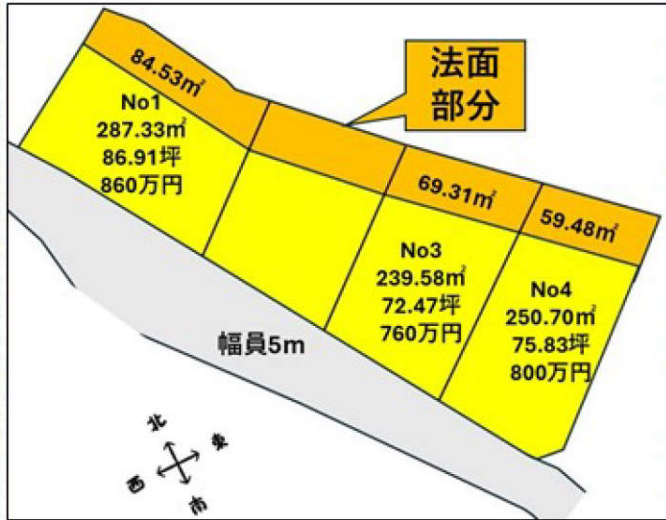 84.53㎡
法面
部分
No1
287.33㎡
86.91坪
860万円
69.31㎡
59.48㎡
No3
239.58㎡
72.47坪
760万円
No4
250.70㎡
75.83坪
800万円
幅員5m
北
東
西
南